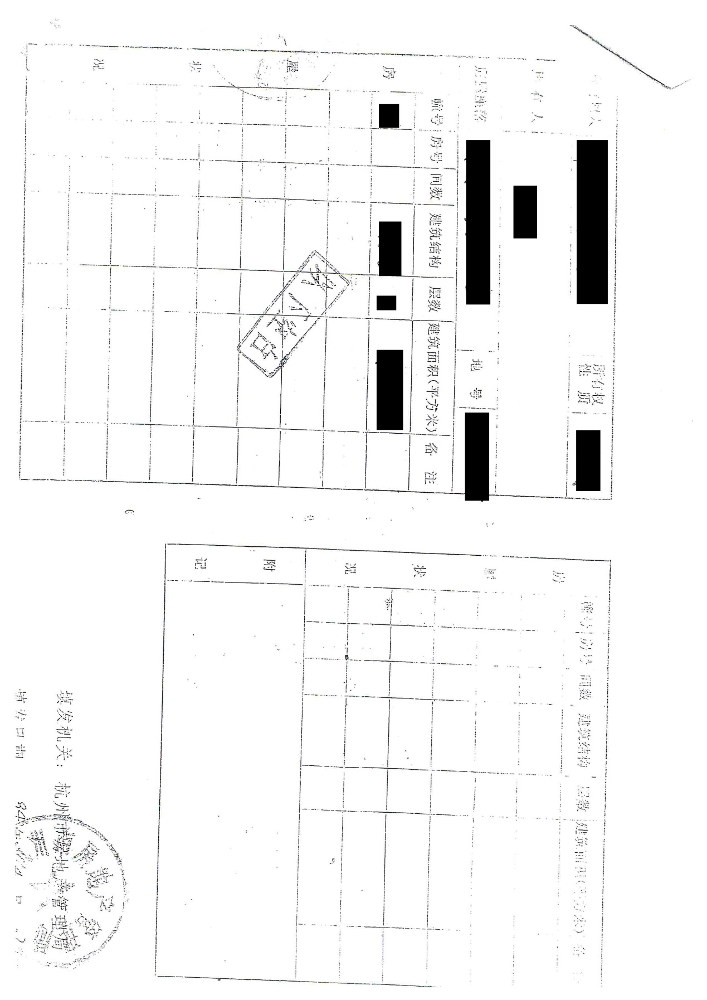 所有权人
所有权性质
共有人
房屋座落
地号
房屋状况
幢号 房号 间数 建筑结构 层数 建筑面积(平方米) 备注
房屋状况
幢号 房号 间数 建筑结构 层数 建筑面积(平方米) 备注
附记
填发机关：杭州市房地产管理局
填发日期